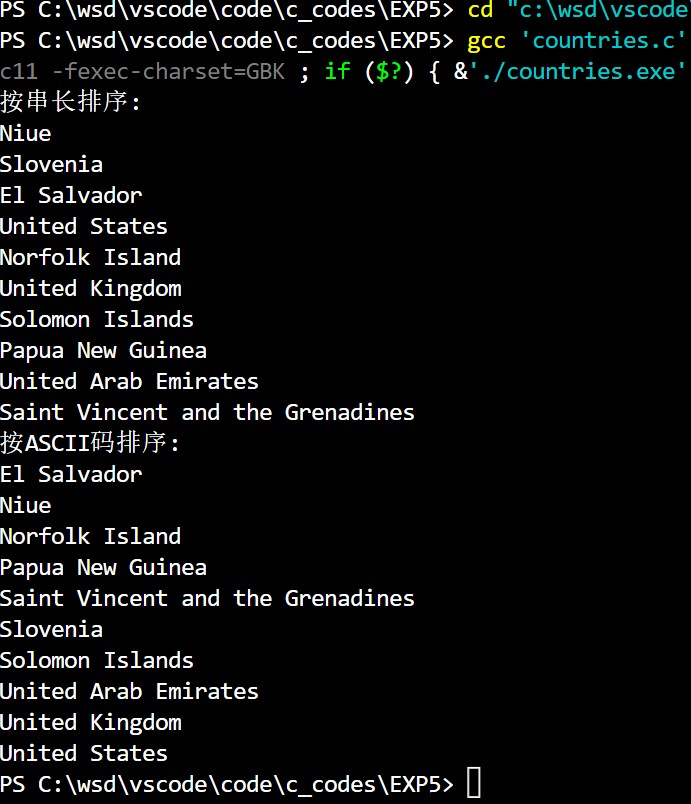 PS C:\wsd\vscode\code\c_codes\EXP5> cd "c:\wsd\vscode
PS C:\wsd\vscode\code\c_codes\EXP5> gcc 'countries.c'
c11 -fexec-charset=GBK ; if ($?) { &'./countries.exe'
按串长排序:
Niue
Slovenia
El Salvador
United States
Norfolk Island
United Kingdom
Solomon Islands
Papua New Guinea
United Arab Emirates
Saint Vincent and the Grenadines
按ASCII码排序:
El Salvador
Niue
Norfolk Island
Papua New Guinea
Saint Vincent and the Grenadines
Slovenia
Solomon Islands
United Arab Emirates
United Kingdom
United States
PS C:\wsd\vscode\code\c_codes\EXP5>